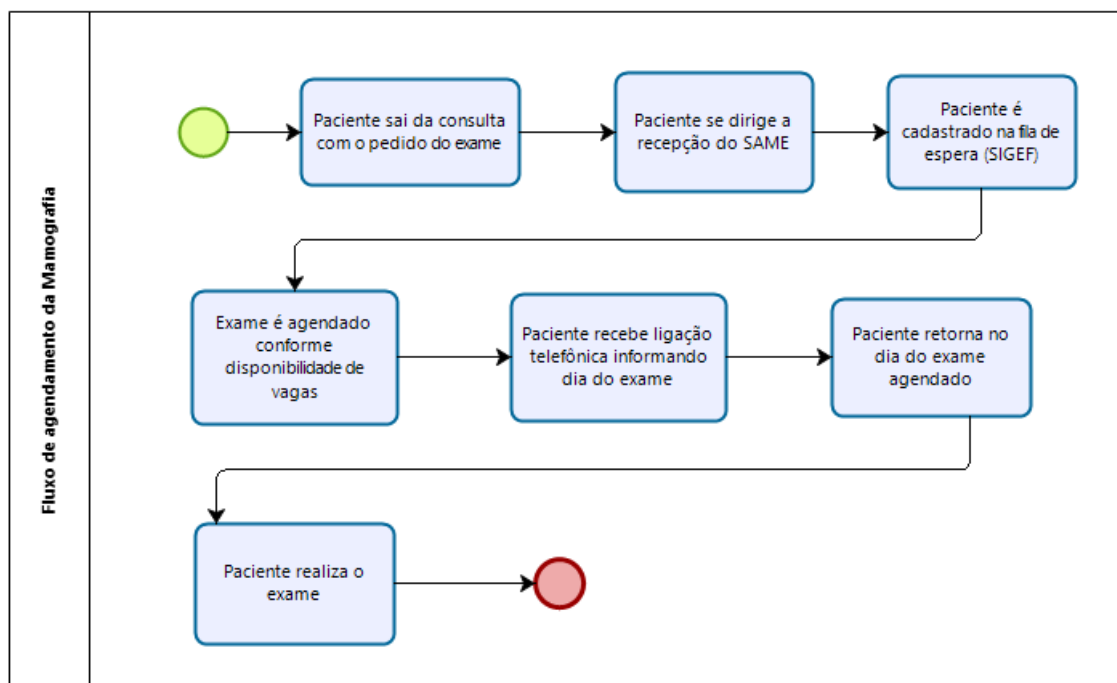 Fluxo de agendamento da Mamografia
Paciente sai da consulta
com o pedido do exame
Paciente se dirige a
recepção do SAME
Paciente é
cadastrado na fila de
espera (SIGEF)
Exame é agendado
conforme
disponibilidade de
vagas
Paciente recebe ligação
telefônica informando
dia do exame
Paciente retorna no
dia do exame
agendado
Paciente realiza o
exame